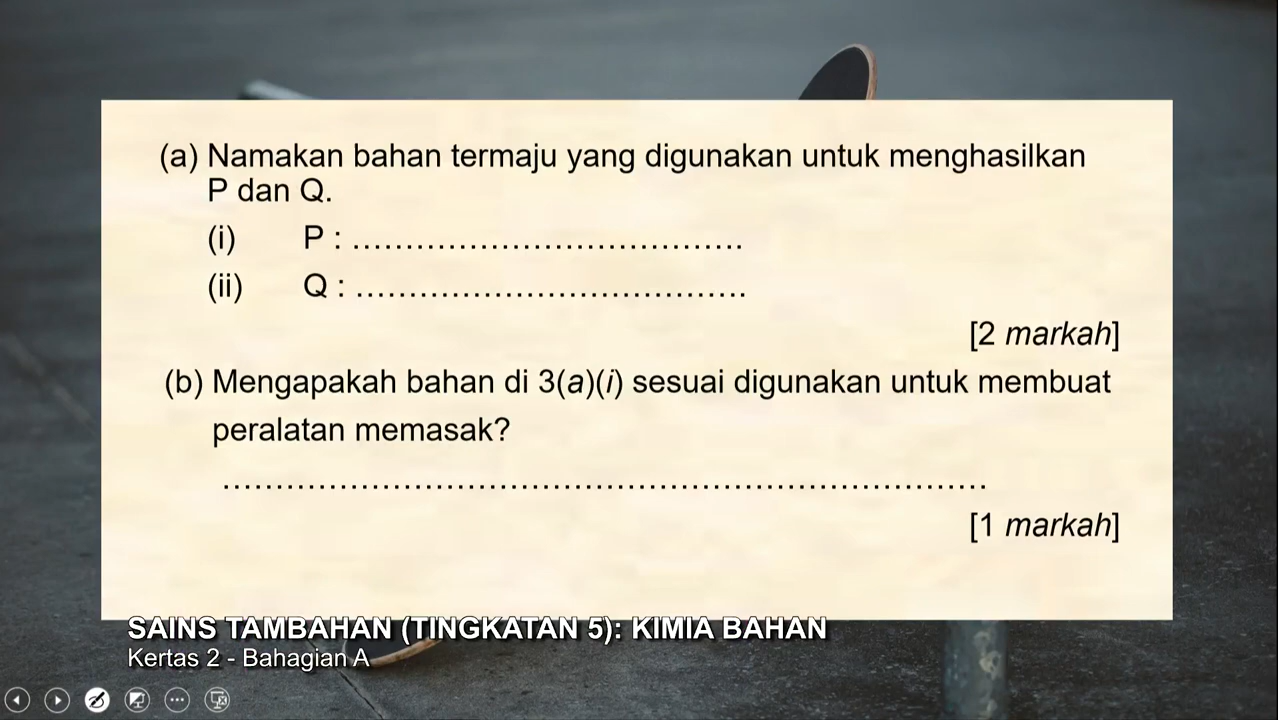 (a) Namakan bahan termaju yang digunakan untuk menghasilkan
P dan Q.
(i) P : ……………………………….
(ii) Q : ……………………………….
[2 markah]
(b) Mengapakah bahan di 3(a)(i) sesuai digunakan untuk membuat
peralatan memasak?
……………………………………………………………….
[1 markah]
SAINS TAMBAHAN (TINGKATAN 5): KIMIA BAHAN
Kertas 2 - Bahagian A